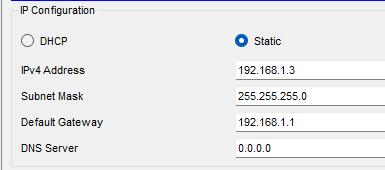 IP Configuration
DHCP Static
IPv4 Address 192.168.1.3
Subnet Mask 255.255.255.0
Default Gateway 192.168.1.1
DNS Server 0.0.0.0